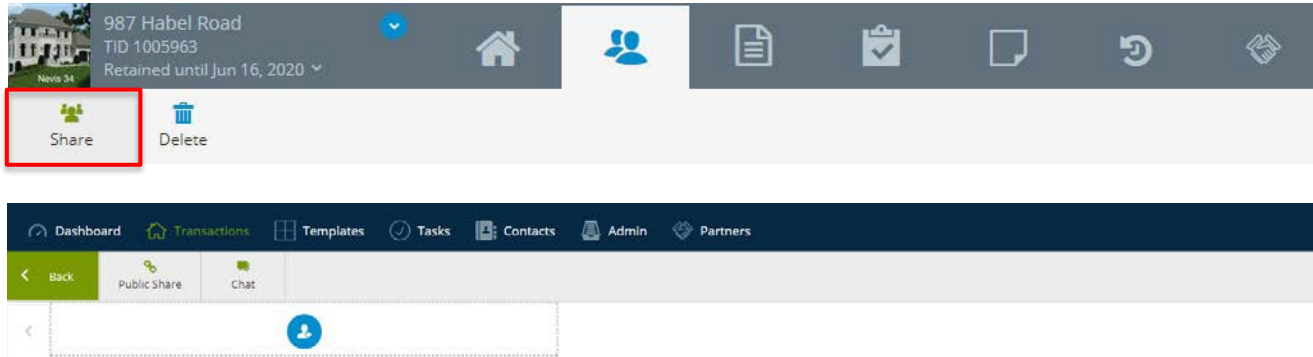 987 Habel Road
TID 1005963
Retained until Jun 16, 2020
Nevis 34
Share Delete
Dashboard Transactions Templates Tasks Contacts Admin Partners
Back Public Share Chat